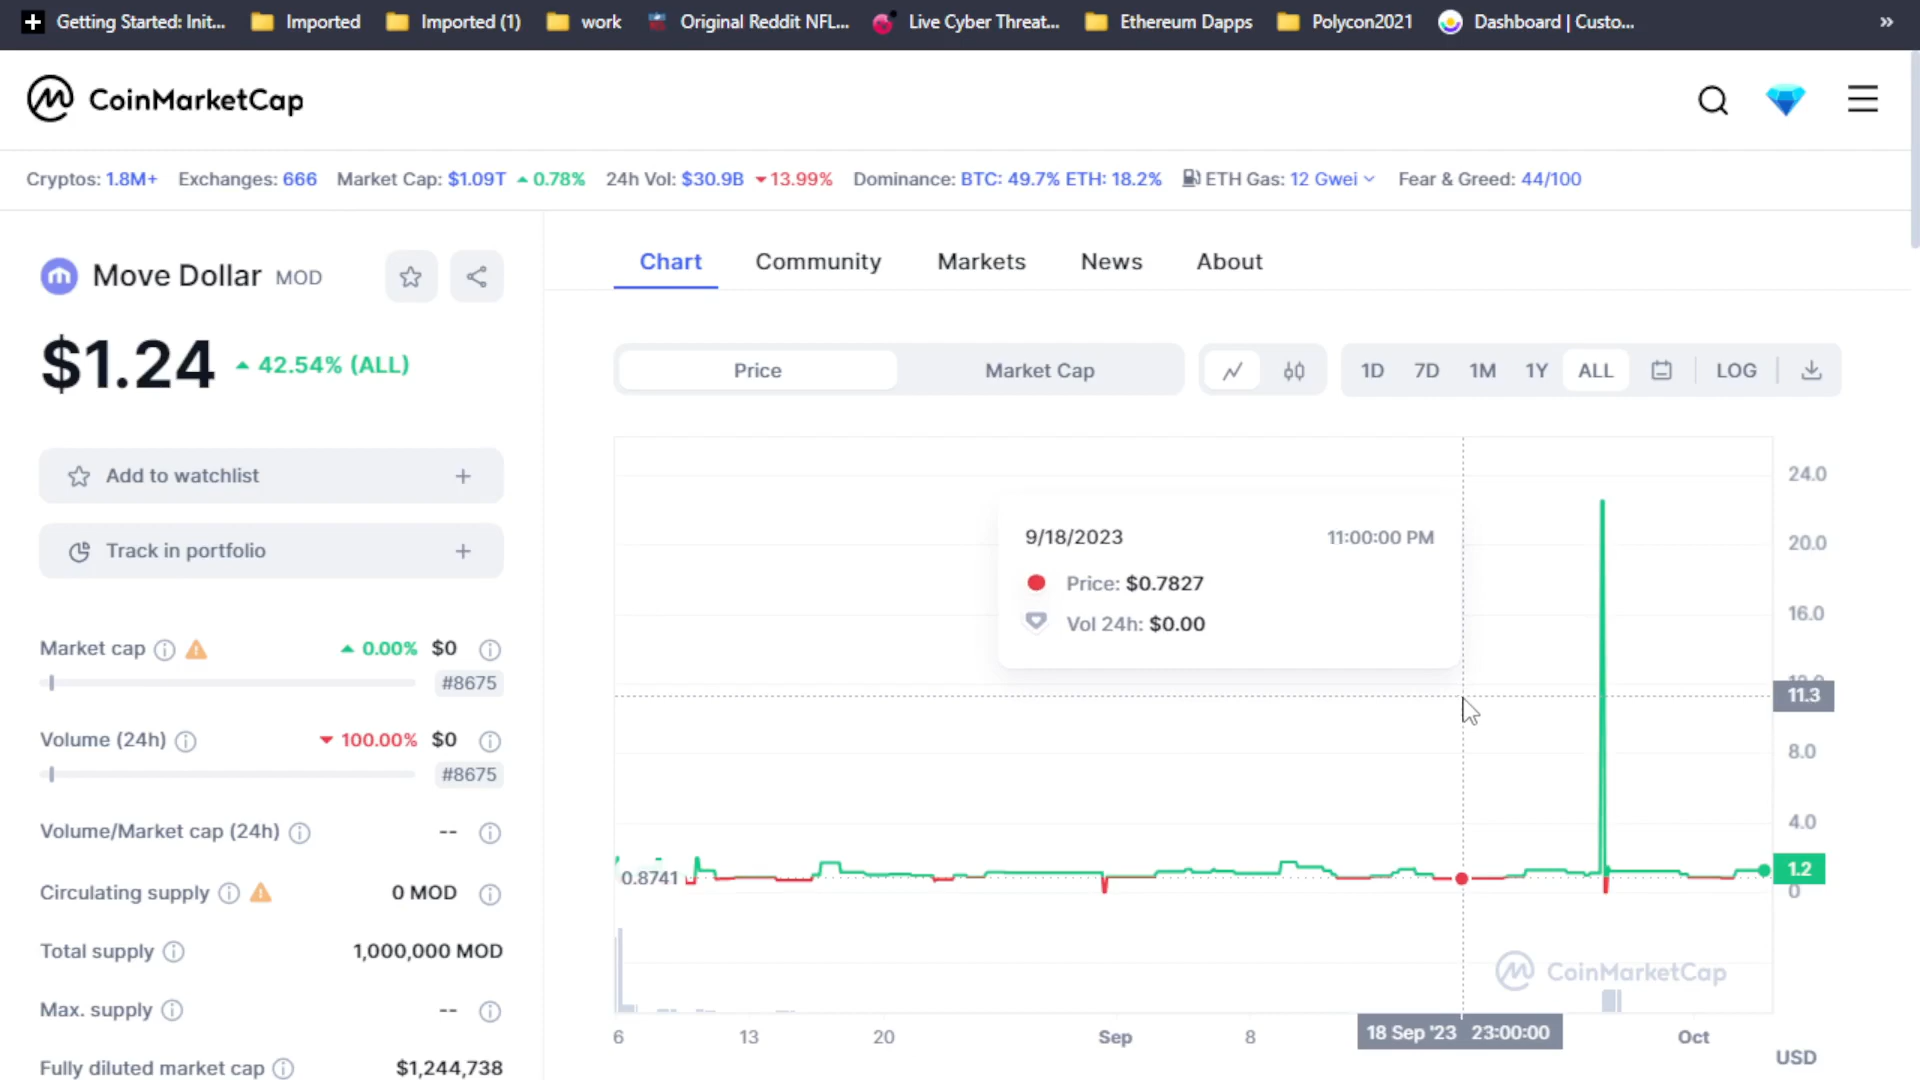 Getting Started: Init... Imported Imported (1) work Original Reddit NFL... Live Cyber Threat... Ethereum Dapps Polycon2021 Dashboard | Custo... »
CoinMarketCap
Cryptos: 1.8M+ Exchanges: 666 Market Cap: $1.09T 0.78% 24h Vol: $30.9B 13.99% Dominance: BTC: 49.7% ETH: 18.2% ETH Gas: 12 Gwei Fear & Greed: 44/100
Move Dollar MOD
$1.24 42.54% (ALL)
Add to watchlist +
Track in portfolio +
Market cap 0.00% $0
#8675
Volume (24h) 100.00% $0
#8675
Volume/Market cap (24h) --
Circulating supply 0 MOD
Total supply 1,000,000 MOD
Max. supply --
Fully diluted market cap $1,244,738
Chart Community Markets News About
Price Market Cap 1D 7D 1M 1Y ALL LOG
24.0
20.0
16.0
9/18/2023 11:00:00 PM
Price: $0.7827
Vol 24h: $0.00
11.3
8.0
4.0
1.2
0
0.8741
CoinMarketCap
6 13 20 Sep 8 18 Sep '23 23:00:00 Oct
USD